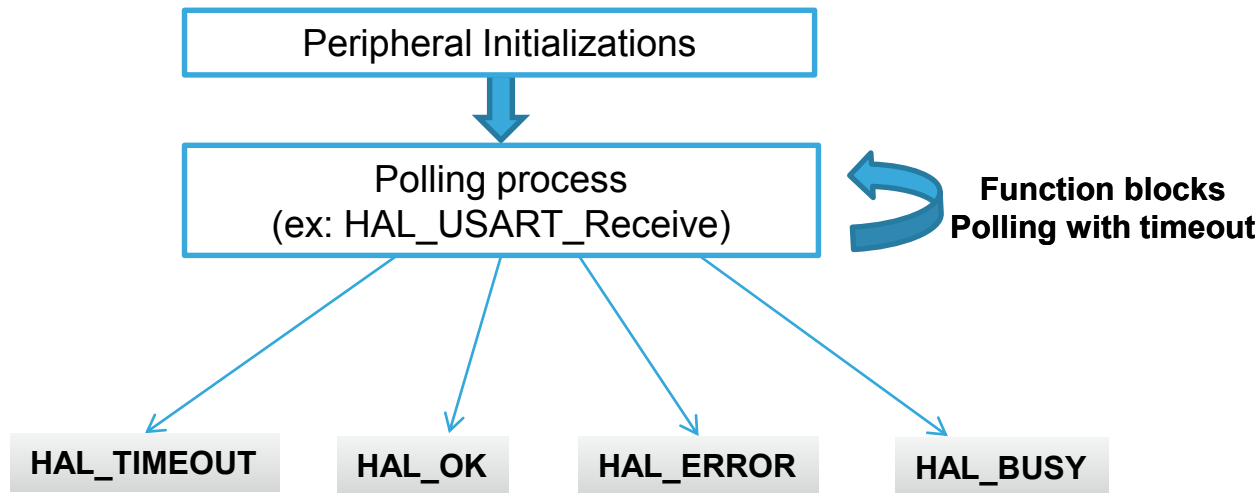 Peripheral Initializations
Polling process
(ex: HAL_USART_Receive)
Function blocks
Polling with timeout
HAL_TIMEOUT
HAL_OK
HAL_ERROR
HAL_BUSY